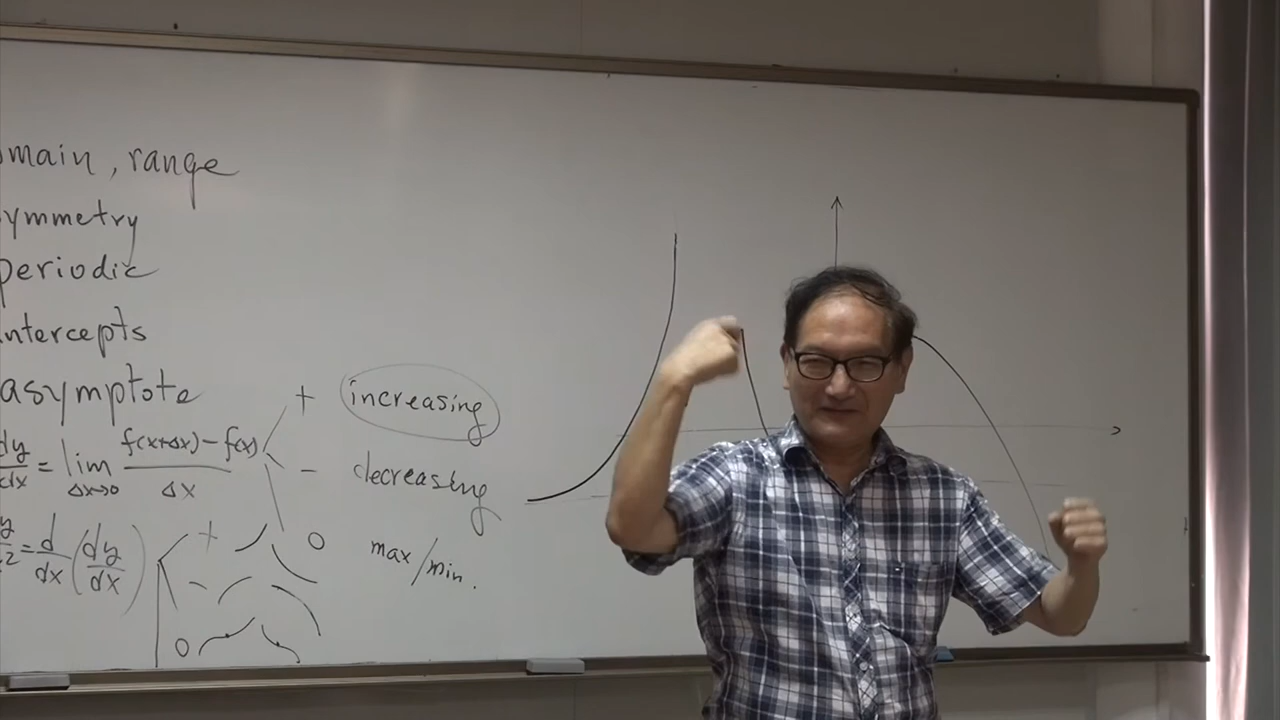 main, range
ymmetry
periodic
ntercepts
asymptote
+ increasing
dy/dx = lim Δx→0 f(x+Δx) - f(x) / Δx
- decreasing
0 max/min.
= d/dx (dy/dx)
+
-
0